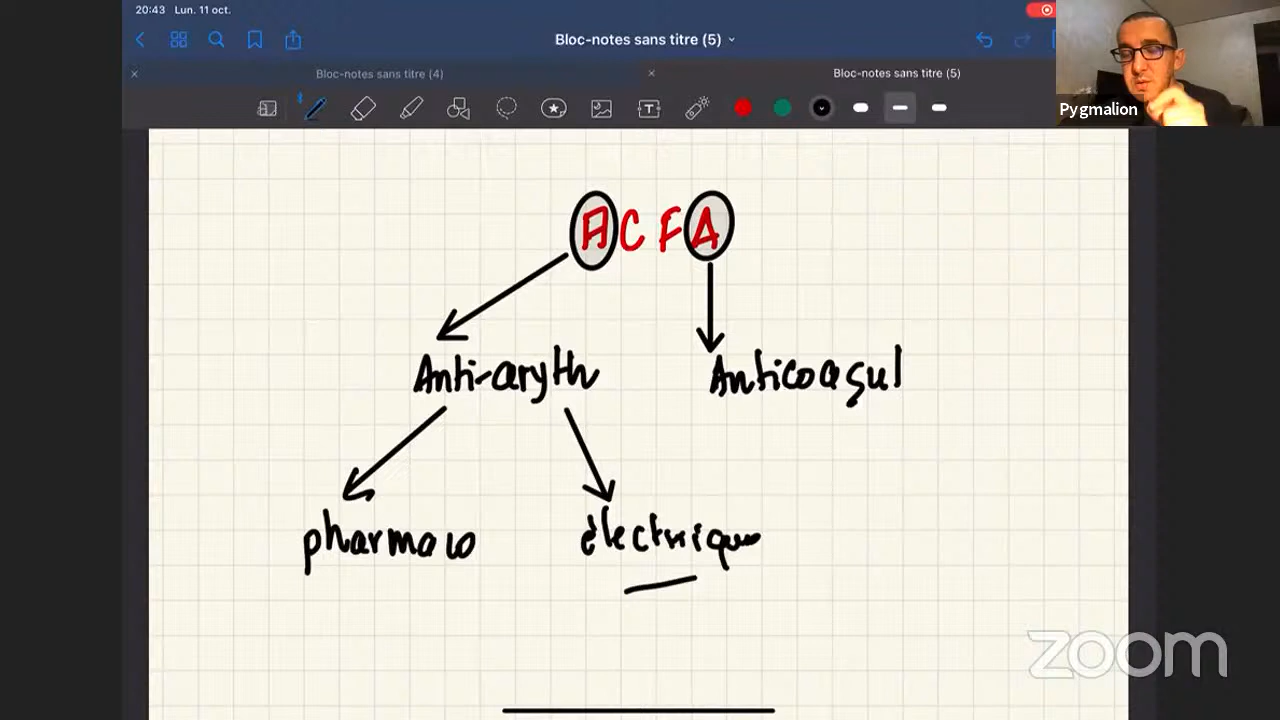 20:43 Lun. 11 oct.
Bloc-notes sans titre (5)
Bloc-notes sans titre (4)
Bloc-notes sans titre (5)
Pygmalion
ACFA
Anti-aryth
Anticoagul
pharmaco
électrique
zoom